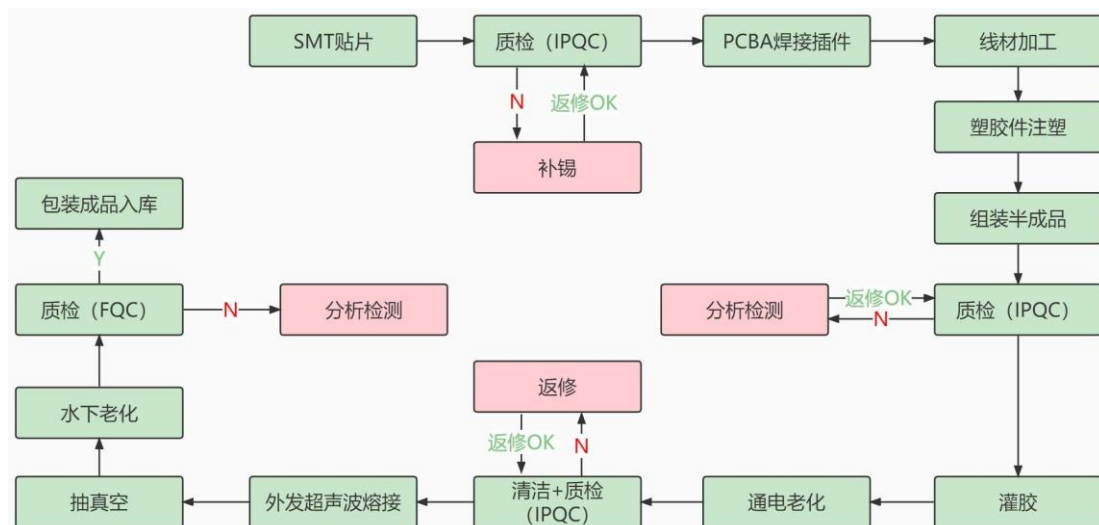 SMT贴片
质检（IPQC）
PCBA焊接插件
线材加工
N
返修OK
塑胶件注塑
补锡
包装成品入库
组装半成品
Y
质检（FQC）
N
分析检测
分析检测
返修OK
N
质检（IPQC）
返修
水下老化
返修OK
N
抽真空
外发超声波熔接
清洁+质检
（IPQC）
通电老化
灌胶